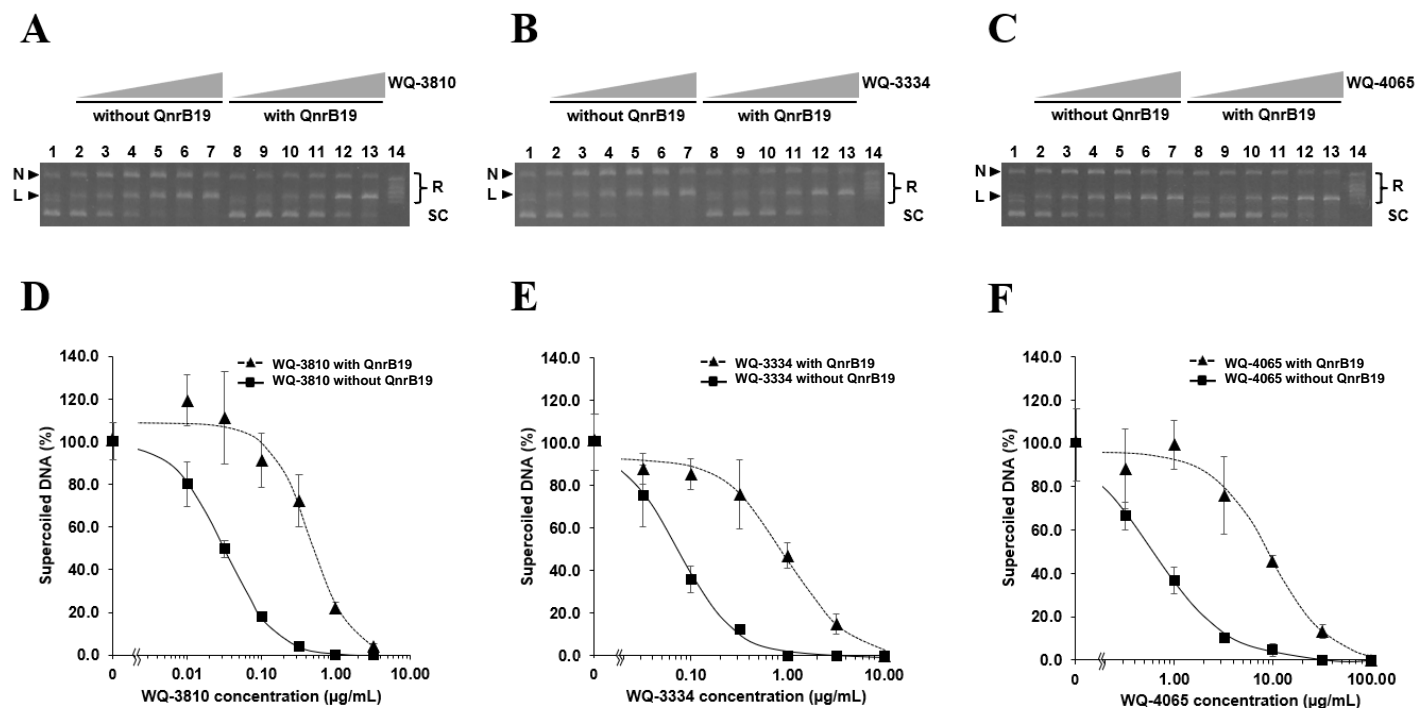 A
B
C
WQ-3810
WQ-3334
WQ-4065
without QnrB19 with QnrB19
without QnrB19 with QnrB19
without QnrB19 with QnrB19
1 2 3 4 5 6 7 8 9 10 11 12 13 14
1 2 3 4 5 6 7 8 9 10 11 12 13 14
1 2 3 4 5 6 7 8 9 10 11 12 13 14
N
L
R
SC
N
L
R
SC
N
L
R
SC
D
140.0
120.0
100.0
80.0
60.0
40.0
20.0
0.0
Supercoiled DNA (%)
WQ-3810 with QnrB19
WQ-3810 without QnrB19
0 0.01 0.10 1.00 10.00
WQ-3810 concentration (μg/mL)
E
140.0
120.0
100.0
80.0
60.0
40.0
20.0
0.0
Supercoiled DNA (%)
WQ-3334 with QnrB19
WQ-3334 without QnrB19
0 0.10 1.00 10.00
WQ-3334 concentration (μg/mL)
F
140.0
120.0
100.0
80.0
60.0
40.0
20.0
0.0
Supercoiled DNA (%)
WQ-4065 with QnrB19
WQ-4065 without QnrB19
0 1.00 10.00 100.00
WQ-4065 concentration (μg/mL)